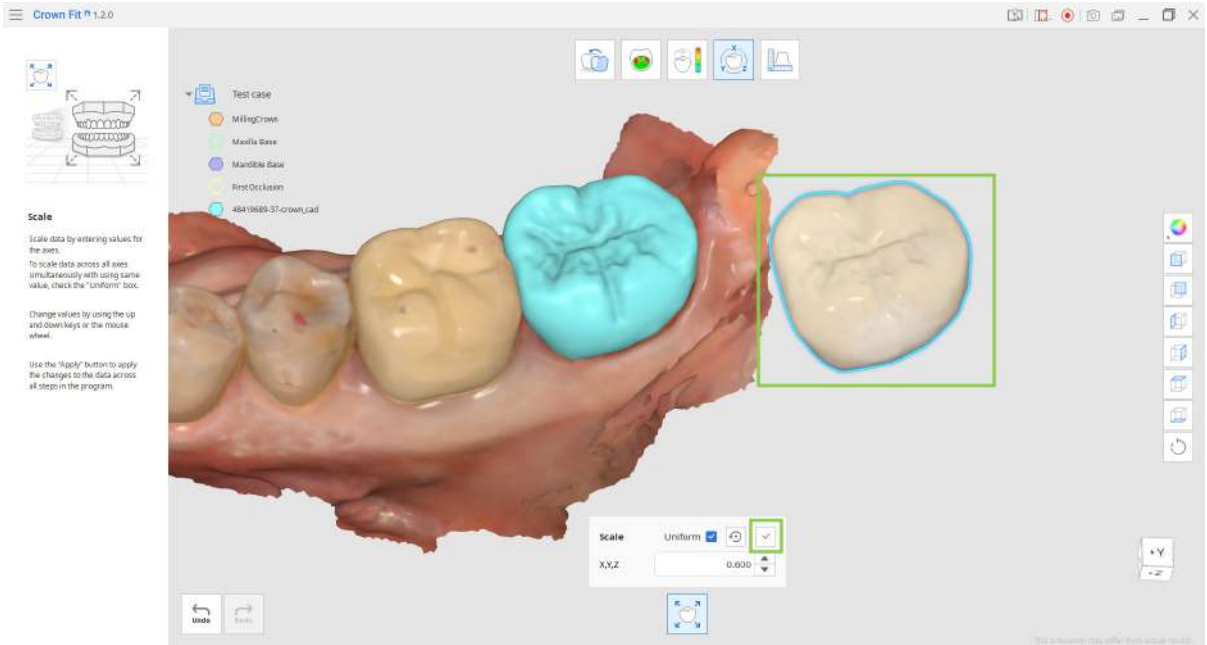 Crown Fit 1.2.0
Test case
MillingCrown
Maxilla Base
Mandible Base
First Occlusion
48419689-37-crown_cad
Scale
Scale data by entering values for
the axes.
To scale data across all axes
simultaneously with using same
value, check the "Uniform" box.
Change values by using the up
and down keys or the mouse
wheel.
Use the "Apply" button to apply
the changes to the data across
all steps in the program.
X
Y Z
Scale Uniform
X,Y,Z 0.600
Undo Redo
+Y
+Z
This simulation may differ from actual results.